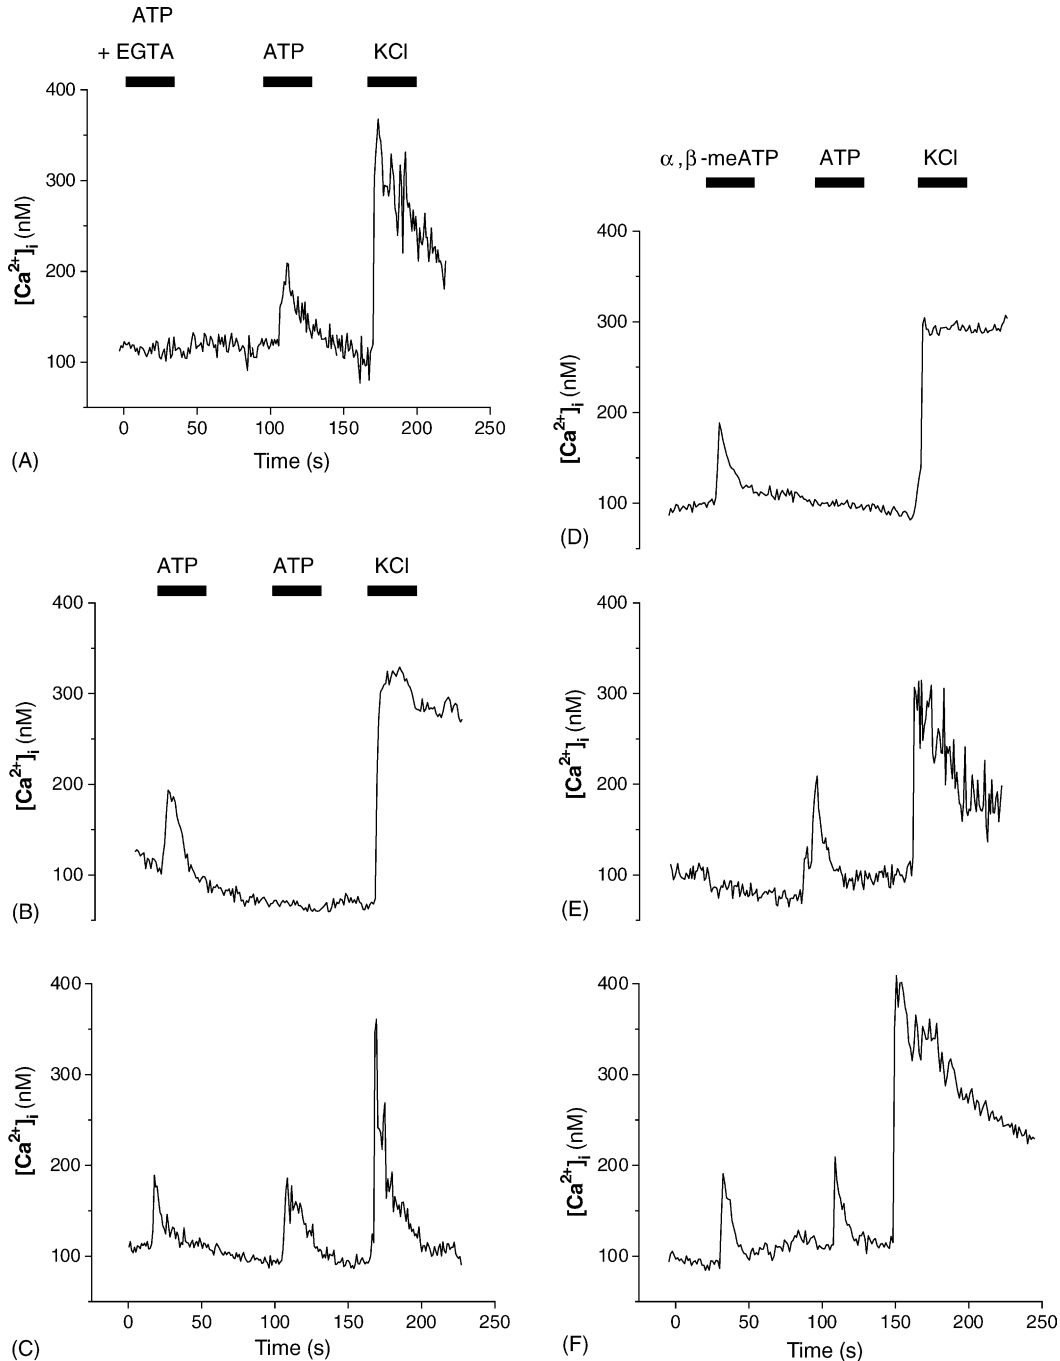 ATP
+ EGTA ATP KCl
400
300
200
100
[Ca2+]i (nM)
0 50 100 150 200 250
Time (s)
(A)
α,β-meATP ATP KCl
400
300
200
100
[Ca2+]i (nM)
(D)
ATP ATP KCl
400
300
200
100
[Ca2+]i (nM)
(B)
400
300
200
100
[Ca2+]i (nM)
(E)
400
300
200
100
[Ca2+]i (nM)
0 50 100 150 200 250
Time (s)
(C)
400
300
200
100
[Ca2+]i (nM)
0 50 100 150 200 250
Time (s)
(F)